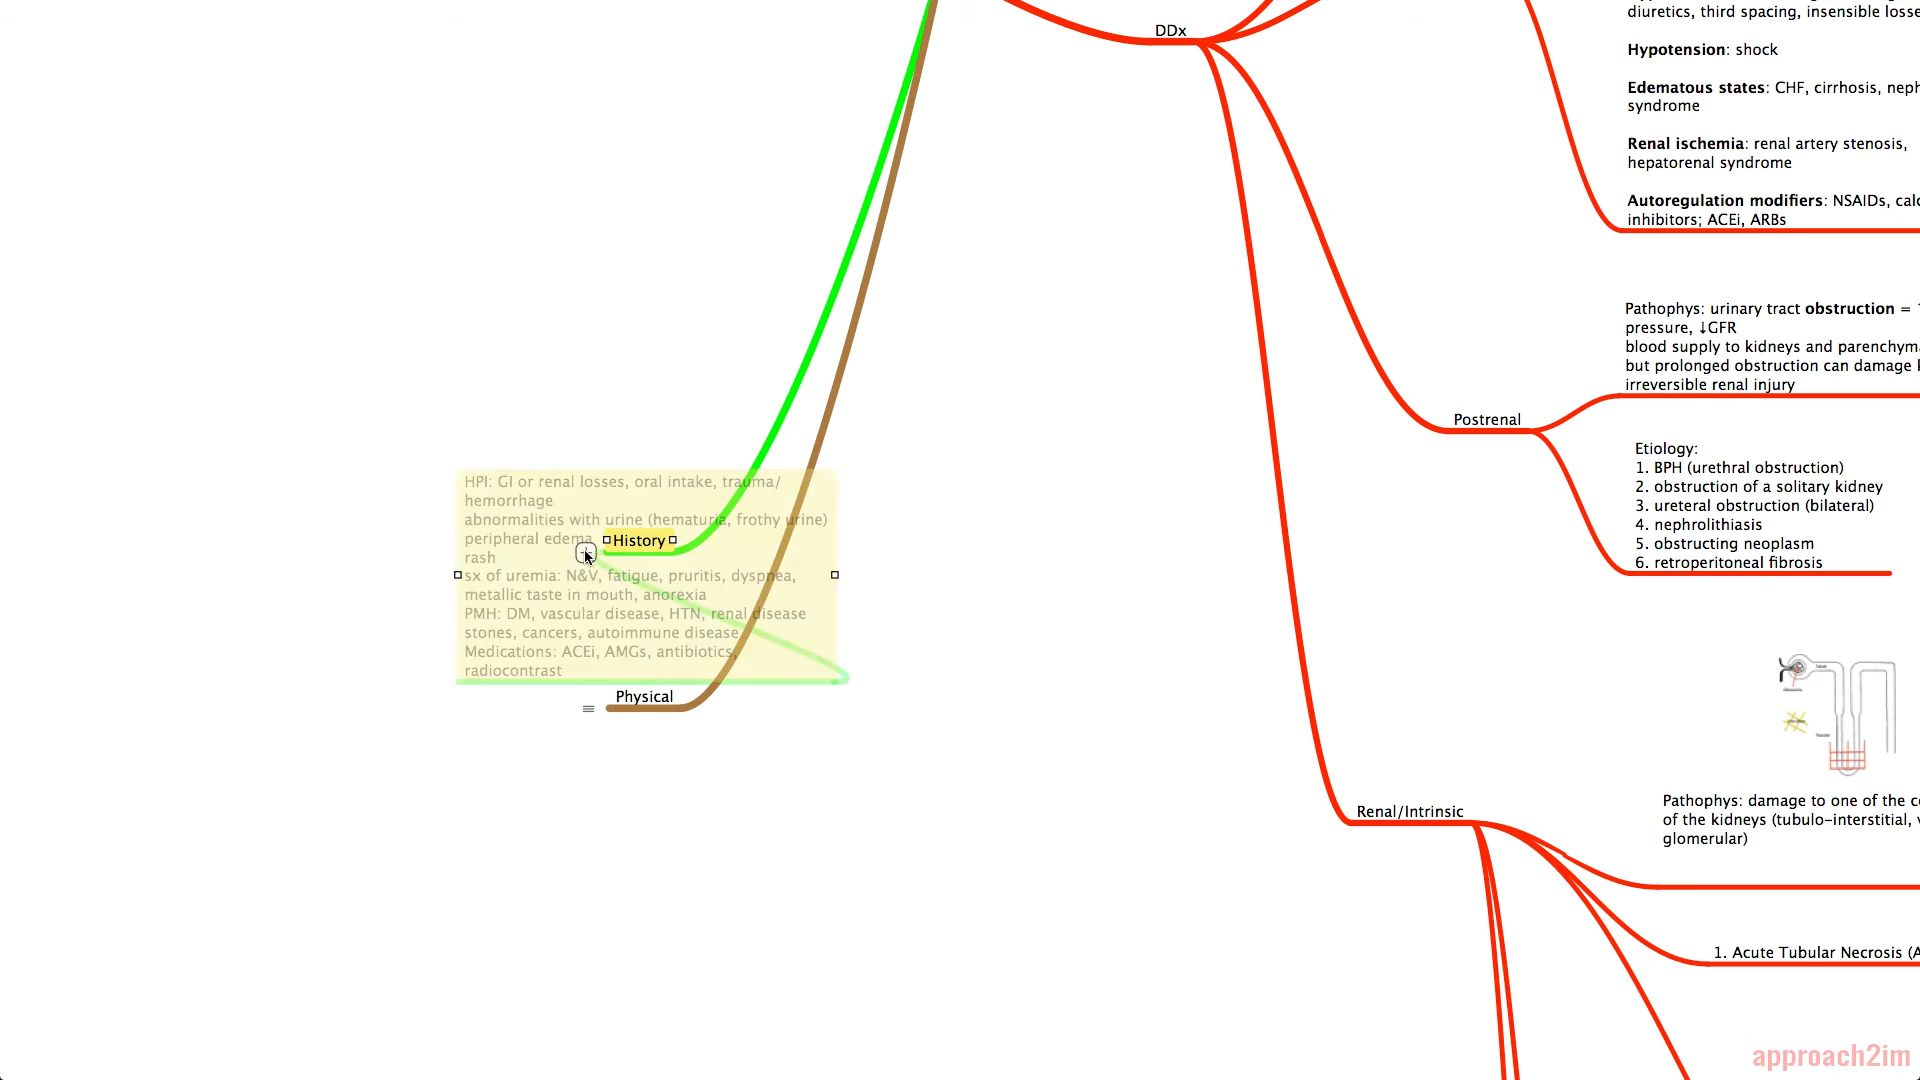 DDx
diuretics, third spacing, insensible losse
Hypotension: shock
Edematous states: CHF, cirrhosis, neph
syndrome
Renal ischemia: renal artery stenosis,
hepatorenal syndrome
Autoregulation modifiers: NSAIDs, calc
inhibitors; ACEi, ARBs
Pathophys: urinary tract obstruction =
pressure, ↓GFR
blood supply to kidneys and parenchyma
but prolonged obstruction can damage k
irreversible renal injury
Postrenal
Etiology:
1. BPH (urethral obstruction)
2. obstruction of a solitary kidney
3. ureteral obstruction (bilateral)
4. nephrolithiasis
5. obstructing neoplasm
6. retroperitoneal fibrosis
HPI: GI or renal losses, oral intake, trauma/
hemorrhage
abnormalities with urine (hematuria, frothy urine)
peripheral edema
rash
sx of uremia: N&V, fatigue, pruritis, dyspnea,
metallic taste in mouth, anorexia
PMH: DM, vascular disease, HTN, renal disease
stones, cancers, autoimmune disease
Medications: ACEi, AMGs, antibiotics,
radiocontrast
History
Physical
Renal/Intrinsic
Pathophys: damage to one of the co
of the kidneys (tubulo-interstitial, v
glomerular)
1. Acute Tubular Necrosis (A
approach2im